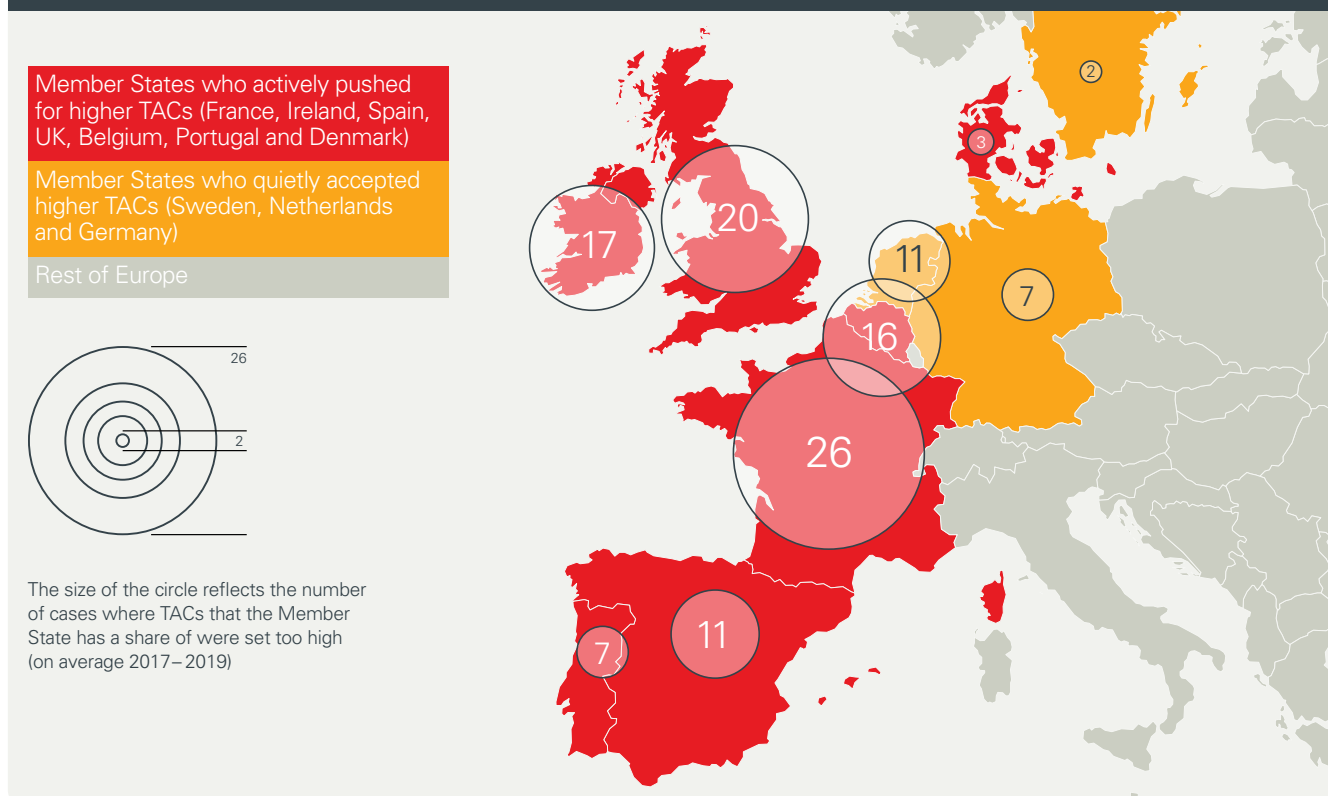 Member States who actively pushed
for higher TACs (France, Ireland, Spain,
UK, Belgium, Portugal and Denmark)
Member States who quietly accepted
higher TACs (Sweden, Netherlands
and Germany)
Rest of Europe
26
2
The size of the circle reflects the number
of cases where TACs that the Member
State has a share of were set too high
(on average 2017–2019)
2
3
20
17
11
7
16
26
11
7